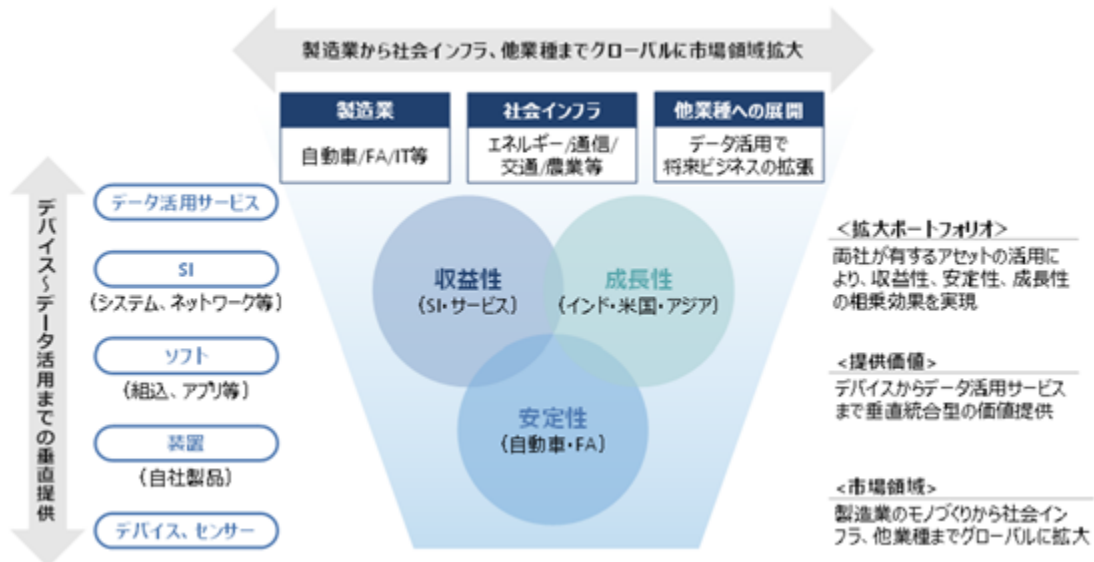 製造業から社会インフラ、他業種までグローバルに市場領域拡大
製造業
自動車/FA/IT等
社会インフラ
エネルギー/通信/
交通/農業等
他業種への展開
データ活用で
将来ビジネスの拡張
デバイス～データ活用までの垂直提供
データ活用サービス
SI
(システム、ネットワーク等)
ソフト
(組込、アプリ等)
装置
(自社製品)
デバイス、センサー
収益性
(SI・サービス)
成長性
(インド・米国・アジア)
安定性
(自動車・FA)
<拡大ポートフォリオ>
両社が有するアセットの活用に
より、収益性、安定性、成長性
の相乗効果を実現
<提供価値>
デバイスからデータ活用サービス
まで垂直統合型の価値提供
<市場領域>
製造業のモノづくりから社会イン
フラ、他業種までグローバルに拡大